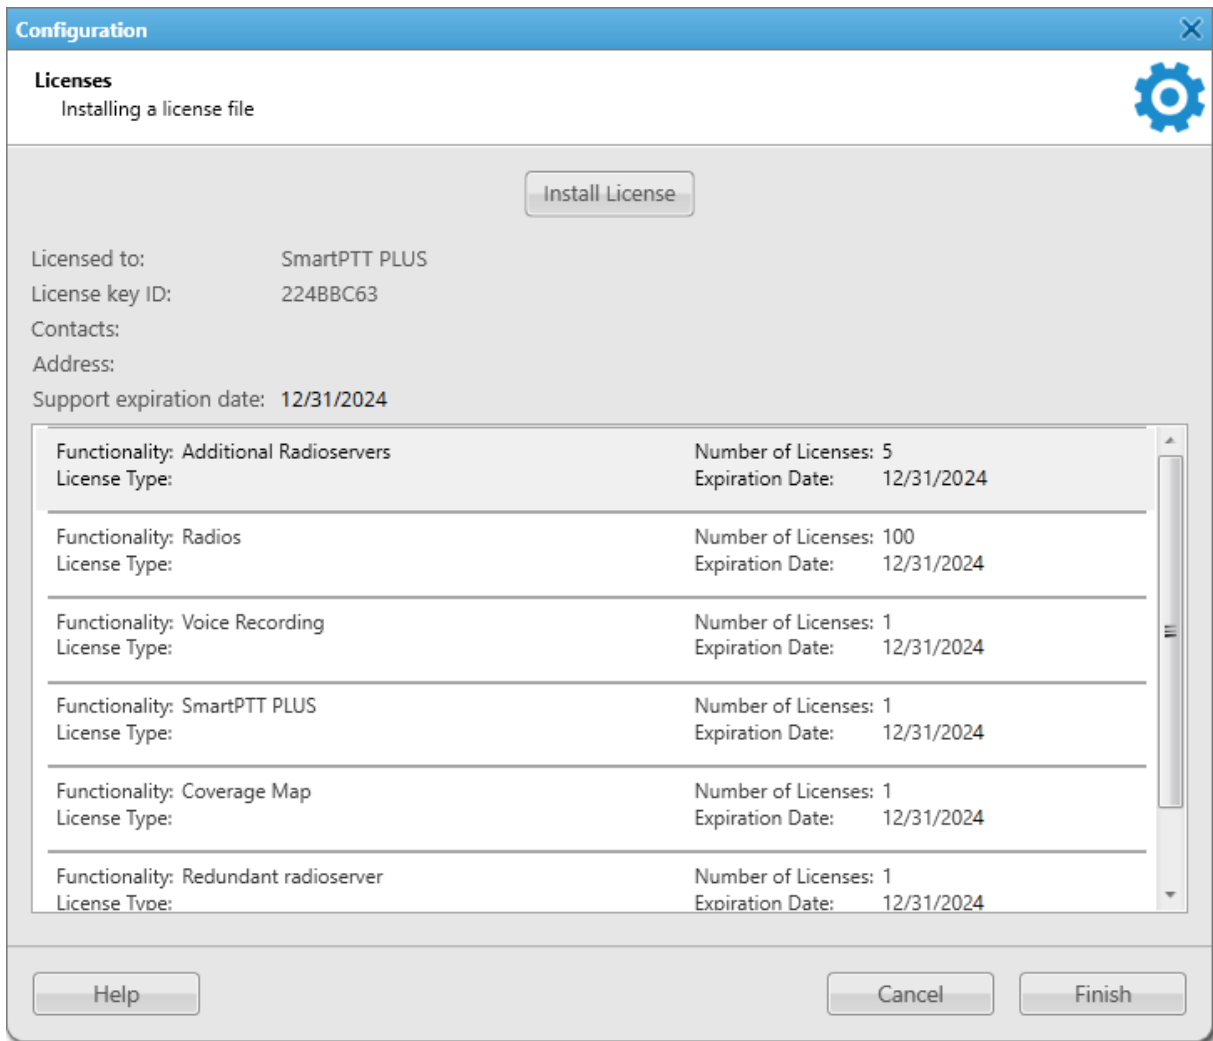 Configuration
Licenses
Installing a license file
Install License
Licensed to: SmartPTT PLUS
License key ID: 224BBC63
Contacts:
Address:
Support expiration date: 12/31/2024
Functionality: Additional Radioservers Number of Licenses: 5
License Type: Expiration Date: 12/31/2024
Functionality: Radios Number of Licenses: 100
License Type: Expiration Date: 12/31/2024
Functionality: Voice Recording Number of Licenses: 1
License Type: Expiration Date: 12/31/2024
Functionality: SmartPTT PLUS Number of Licenses: 1
License Type: Expiration Date: 12/31/2024
Functionality: Coverage Map Number of Licenses: 1
License Type: Expiration Date: 12/31/2024
Functionality: Redundant radioserver Number of Licenses: 1
License Type: Expiration Date: 12/31/2024
Help Cancel Finish